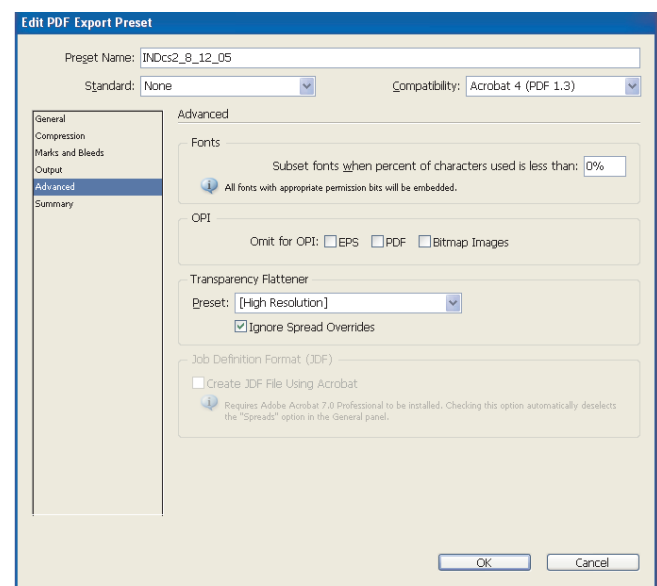 Edit PDF Export Preset
Preset Name: INDcs2_8_12_05
Standard: None
Compatibility: Acrobat 4 (PDF 1.3)
General
Compression
Marks and Bleeds
Output
Advanced
Summary
Advanced
Fonts
Subset fonts when percent of characters used is less than: 0%
All fonts with appropriate permission bits will be embedded.
OPI
Omit for OPI: EPS PDF Bitmap Images
Transparency Flattener
Preset: [High Resolution]
Ignore Spread Overrides
Job Definition Format (JDF)
Create JDF File Using Acrobat
Requires Adobe Acrobat 7.0 Professional to be installed. Checking this option automatically deselects
the "Spreads" option in the General panel.
OK Cancel